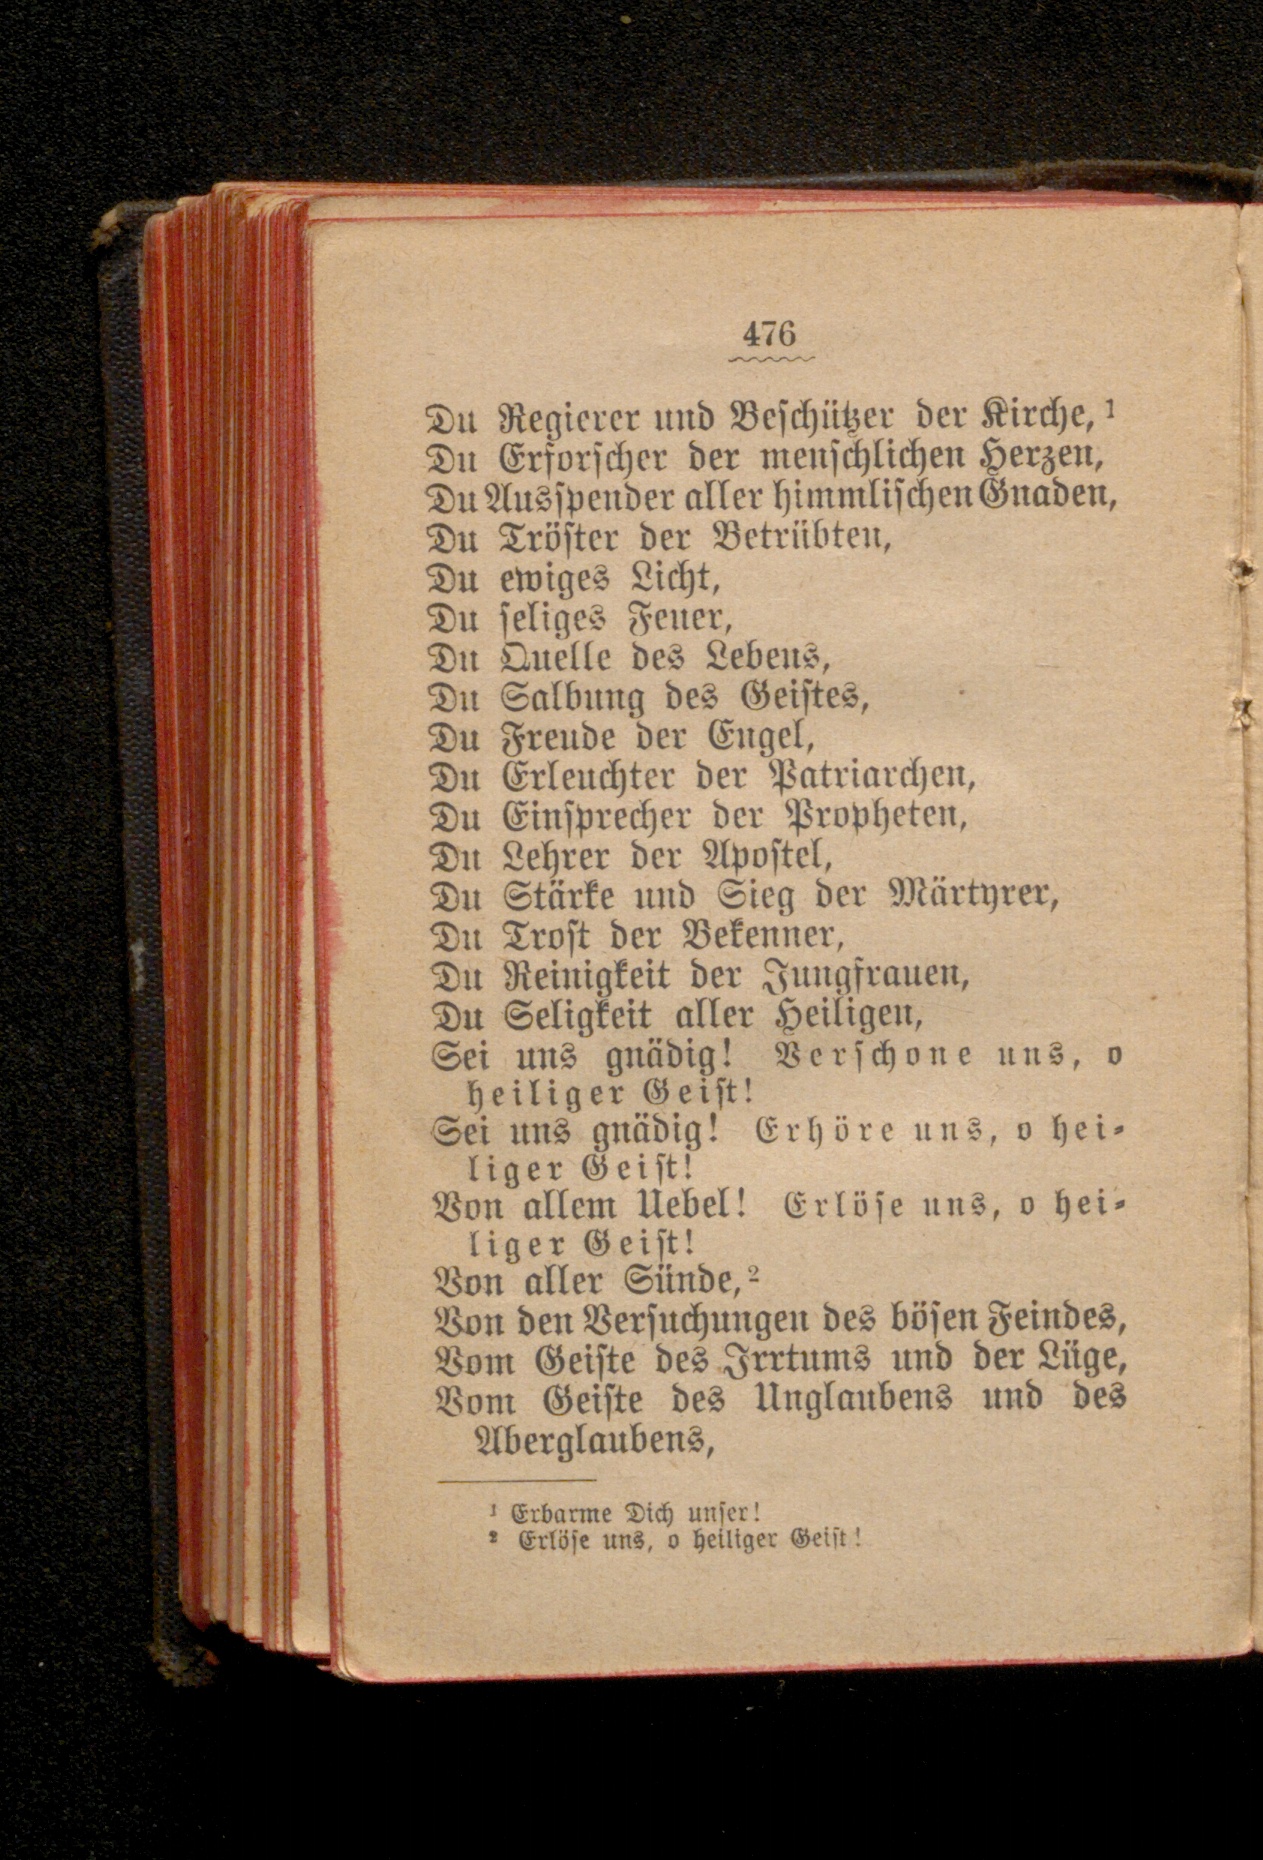 476
Du Regierer und Beschützer der Kirche, ¹
Du Erforscher der menschlichen Herzen,
Du Ausspender aller himmlischen Gnaden,
Du Tröster der Betrübten,
Du ewiges Licht,
Du seliges Feuer,
Du Quelle des Lebens,
Du Salbung des Geistes,
Du Freude der Engel,
Du Erleuchter der Patriarchen,
Du Einsprecher der Propheten,
Du Lehrer der Apostel,
Du Stärke und Sieg der Märtyrer,
Du Trost der Bekenner,
Du Reinigkeit der Jungfrauen,
Du Seligkeit aller Heiligen,
Sei uns gnädig! Verschone uns, o
heiliger Geist!
Sei uns gnädig! Erhöre uns, o hei-
liger Geist!
Von allem Uebel! Erlöse uns, o hei-
liger Geist!
Von aller Sünde, ²
Von den Versuchungen des bösen Feindes,
Vom Geiste des Irrtums und der Lüge,
Vom Geiste des Unglaubens und des
Aberglaubens,
¹ Erbarme Dich unser!
² Erlöse uns, o heiliger Geist!